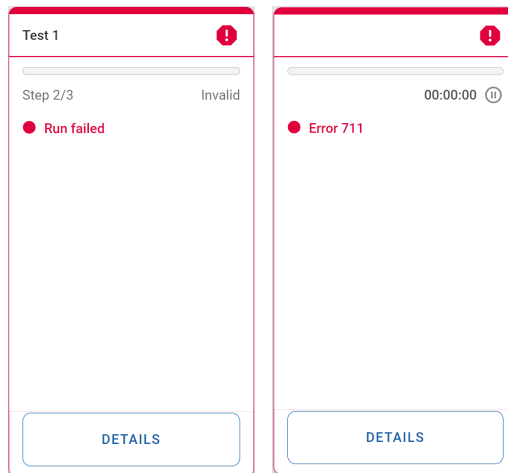 Test 1
Step 2/3 Invalid
Run failed
DETAILS
00:00:00
Error 711
DETAILS